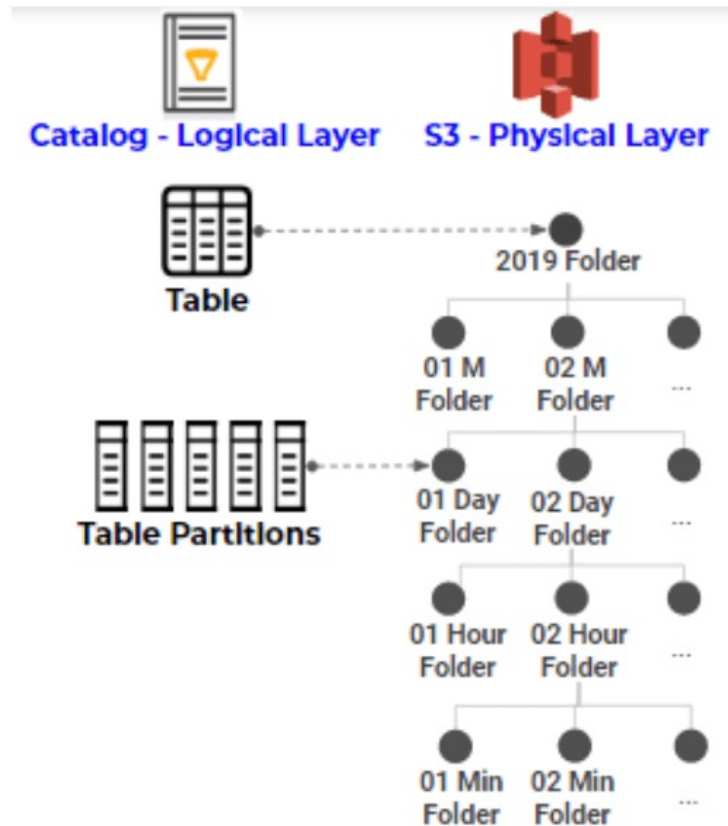 Catalog - Logical Layer
S3 - Physical Layer
Table
2019 Folder
01 M
Folder
02 M
Folder
...
Table Partitions
01 Day
Folder
02 Day
Folder
...
01 Hour
Folder
02 Hour
Folder
...
01 Min
Folder
02 Min
Folder
...